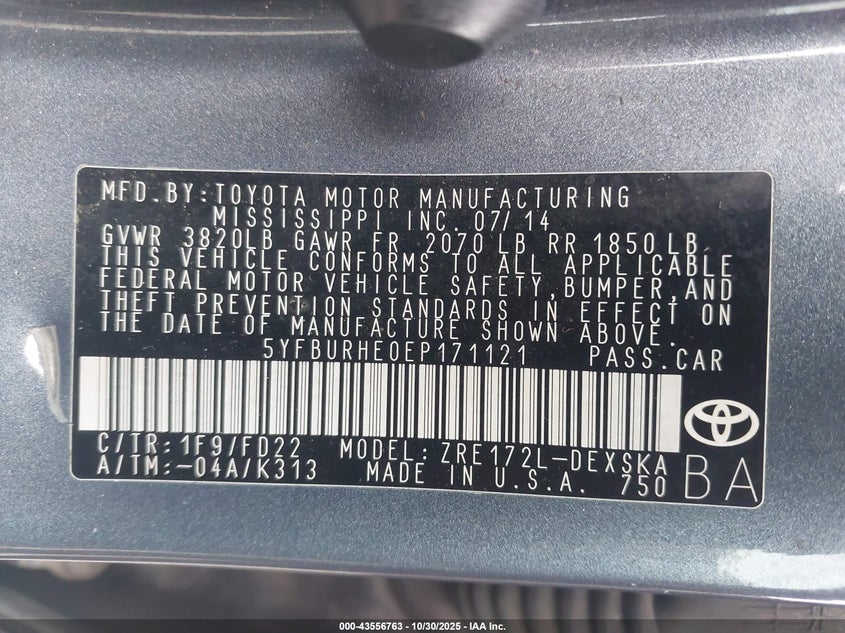 MFD.BY:TOYOTA MOTOR MANUFACTURING
MISSISSIPPI INC. 07/14
GVWR 3820LB GAWR FR 2070 LB RR 1850 LB
THIS VEHICLE CONFORMS TO ALL APPLICABLE
FEDERAL MOTOR VEHICLE SAFETY,BUMPER,AND
THEFT PREVENTION STANDARDS IN EFFECT ON
THE DATE OF MANUFACTURE SHOWN ABOVE.
5YFBURHE0EP171121 PASS.CAR
C/TR:1F9/FD22 MODEL:ZRE172L-DEXSKA
A/TM:-04A/K313 MADE IN U.S.A. 750 BA
000-43556763 - 10/30/2025 - IAA Inc.